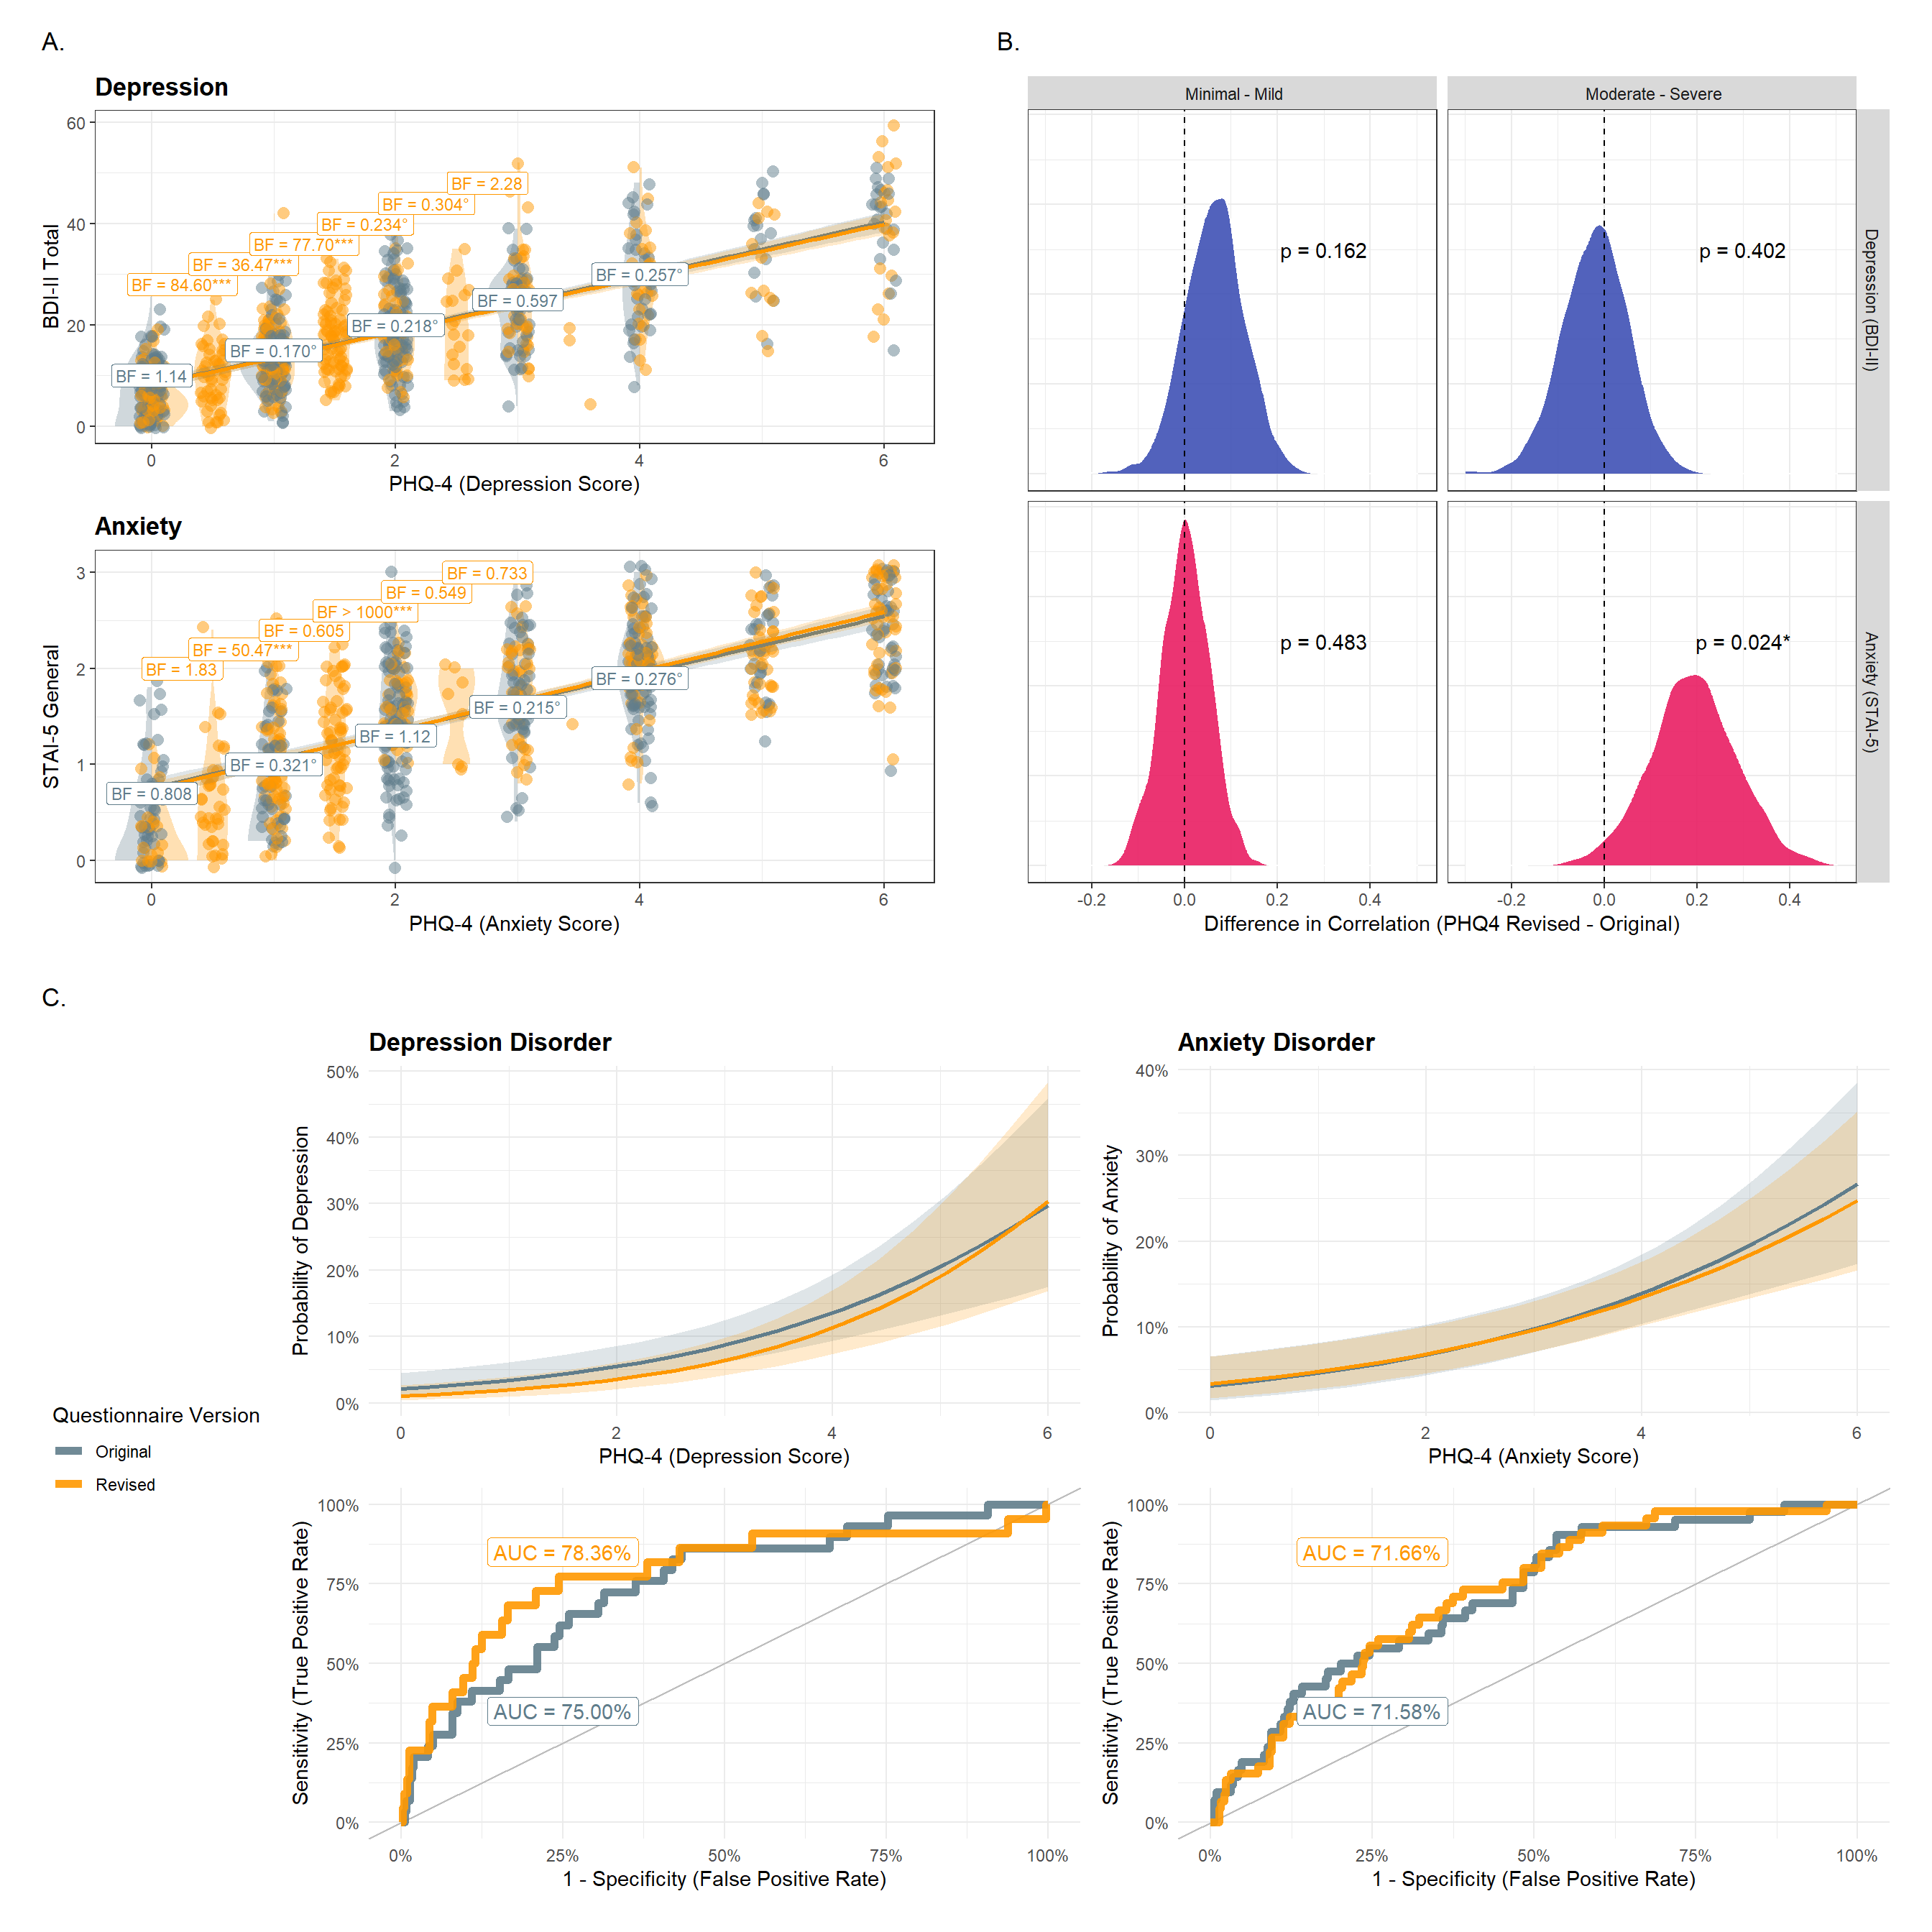 A.
Depression
60
40
20
0
BDI-II Total
BF = 2.28
BF = 0.304°
BF = 0.234°
BF = 77.70***
BF = 36.47***
BF = 84.60***
BF = 0.257°
BF = 0.597
BF = 0.218°
BF = 0.170°
BF = 1.14
0 2 4 6
PHQ-4 (Depression Score)
Anxiety
3
2
1
0
STAI-5 General
BF = 0.733
BF = 0.549
BF > 1000***
BF = 0.605
BF = 50.47***
BF = 1.83
BF = 0.276°
BF = 0.215°
BF = 1.12
BF = 0.321°
BF = 0.808
0 2 4 6
PHQ-4 (Anxiety Score)
B.
Minimal - Mild Moderate - Severe
p = 0.162 p = 0.402
Depression (BDI-II)
p = 0.483 p = 0.024*
Anxiety (STAI-5)
-0.2 0.0 0.2 0.4 -0.2 0.0 0.2 0.4
Difference in Correlation (PHQ4 Revised - Original)
C.
Questionnaire Version
Original
Revised
Depression Disorder
50%
40%
30%
20%
10%
0%
Probability of Depression
0 2 4 6
PHQ-4 (Depression Score)
Anxiety Disorder
40%
30%
20%
10%
0%
Probability of Anxiety
0 2 4 6
PHQ-4 (Anxiety Score)
100%
75%
50%
25%
0%
Sensitivity (True Positive Rate)
AUC = 78.36%
AUC = 75.00%
0% 25% 50% 75% 100%
1 - Specificity (False Positive Rate)
100%
75%
50%
25%
0%
Sensitivity (True Positive Rate)
AUC = 71.66%
AUC = 71.58%
0% 25% 50% 75% 100%
1 - Specificity (False Positive Rate)